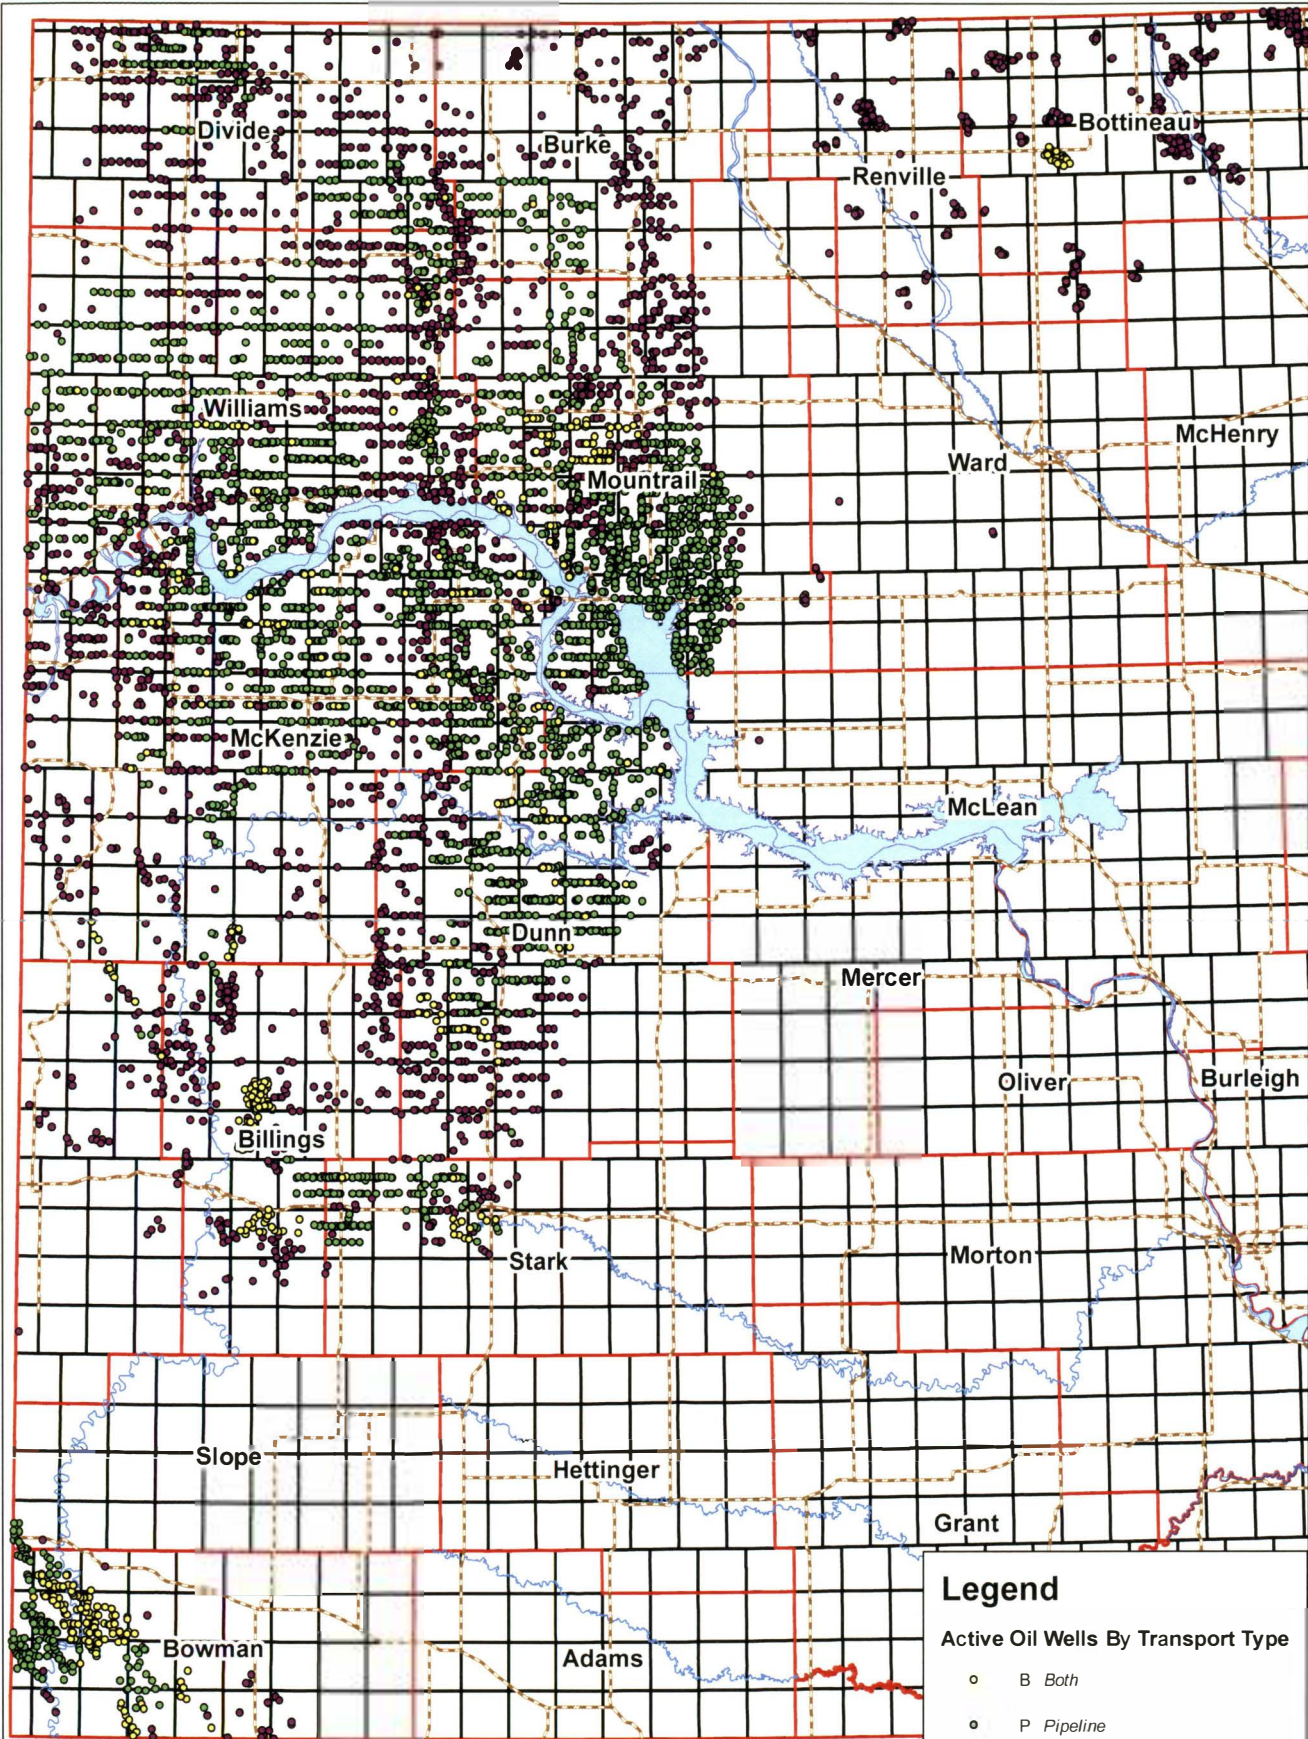 Divide
Burke
Bottineau
Renville
Williams
McHenry
Ward
Mountrail
McKenzie
McLean
Dunn
Mercer
Oliver
Burleigh
Billings
Stark
Morton
Slope
Hettinger
Grant
Bowman
Adams
Legend
Active Oil Wells By Transport Type
B Both
P Pipeline